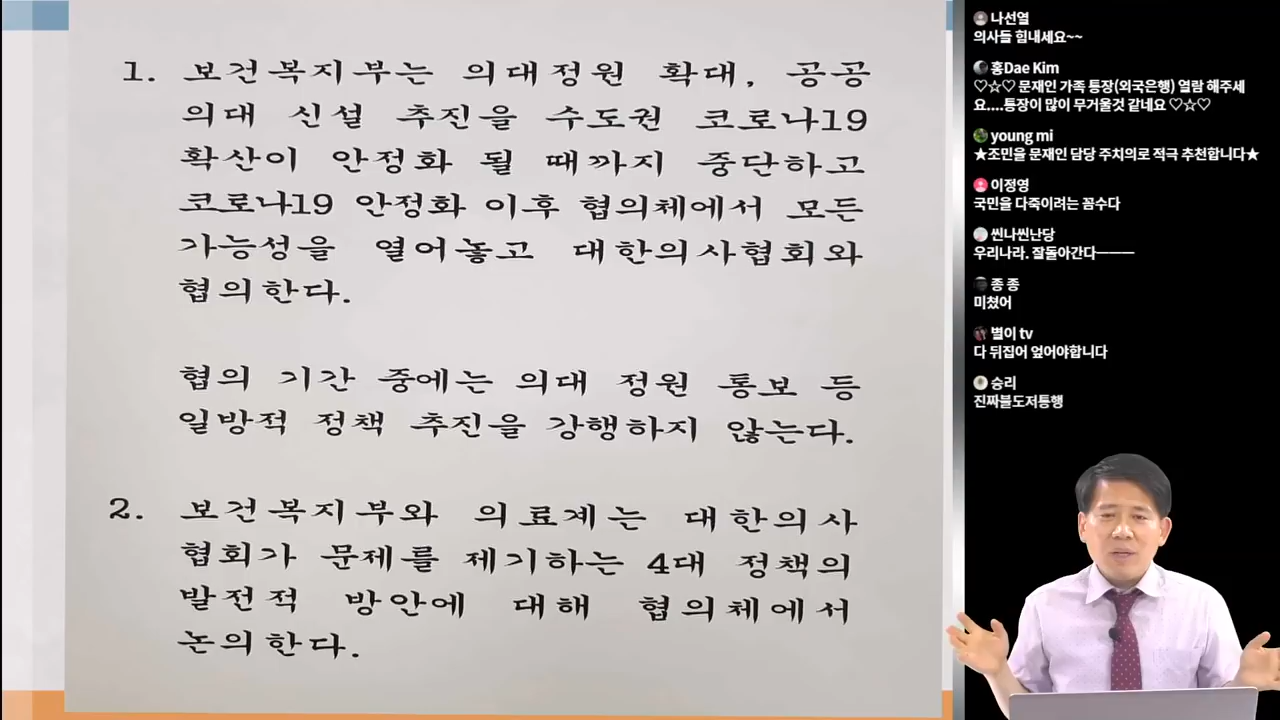 1. 보건복지부는 의대정원 확대, 공공
의대 신설 추진을 수도권 코로나19
확산이 안정화 될 때까지 중단하고
코로나19 안정화 이후 협의체에서 모든
가능성을 열어놓고 대한의사협회와
협의한다.
협의 기간 중에는 의대 정원 통보 등
일방적 정책 추진을 강행하지 않는다.
2. 보건복지부와 의료계는 대한의사
협회가 문제를 제기하는 4대 정책의
발전적 방안에 대해 협의체에서
논의한다.
나선열
의사들 힘내세요~~
홍Dae Kim
♡☆♡ 문재인 가족 통장(외국은행) 열람 해주세
요....통장이 많이 무거울것 같네요 ♡☆♡
young mi
★조민을 문재인 담당 주치의로 적극 추천합니다★
이정영
국민을 다죽이려는 꼼수다
씬나씬난당
우리나라. 잘돌아간다———
종 종
미쳤어
별이 tv
다 뒤집어 엎어야합니다
승리
진짜블도저통행